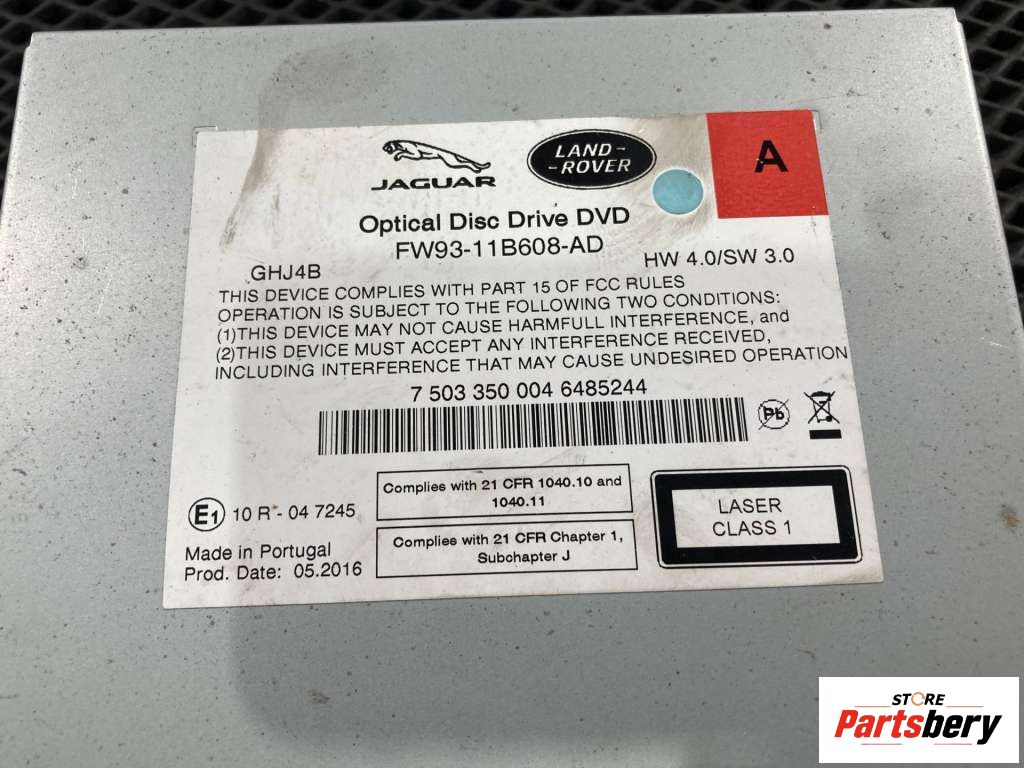 JAGUAR
LAND-
-ROVER
A
Optical Disc Drive DVD
FW93-11B608-AD
GHJ4B
HW 4.0/SW 3.0
THIS DEVICE COMPLIES WITH PART 15 OF FCC RULES
OPERATION IS SUBJECT TO THE FOLLOWING TWO CONDITIONS:
(1)THIS DEVICE MAY NOT CAUSE HARMFULL INTERFERENCE, and
(2)THIS DEVICE MUST ACCEPT ANY INTERFERENCE RECEIVED,
INCLUDING INTERFERENCE THAT MAY CAUSE UNDESIRED OPERATION
7 503 350 004 6485244
Pb
E1 10 R - 04 7245
Made in Portugal
Prod. Date: 05.2016
Complies with 21 CFR 1040.10 and
1040.11
Complies with 21 CFR Chapter 1,
Subchapter J
LASER
CLASS 1
STORE
Partsbery